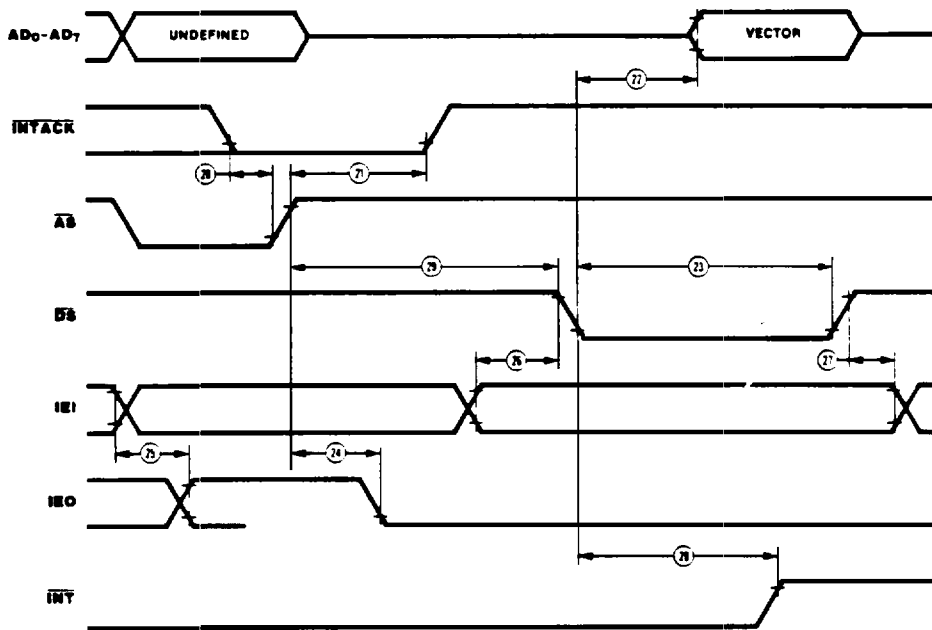 AD₀-AD₇ UNDEFINED VECTOR
22
INTACK
20 21
AS
29 23
DS
26 27
IEI
25 24
IEO
28
INT